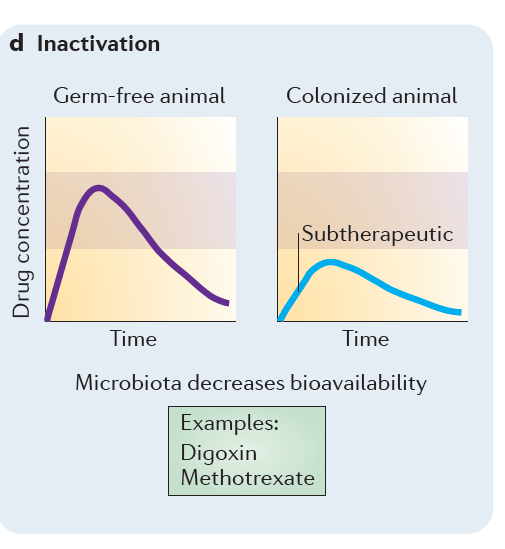 d Inactivation
Germ-free animal
Colonized animal
Drug concentration
Subtherapeutic
Time
Time
Microbiota decreases bioavailability
Examples:
Digoxin
Methotrexate